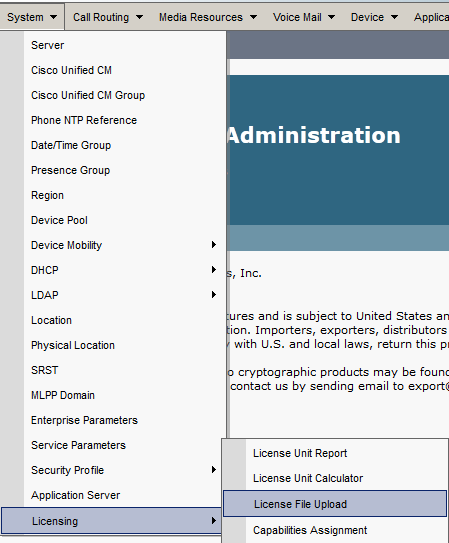 System Call Routing Media Resources Voice Mail Device Applica
Server
Cisco Unified CM
Cisco Unified CM Group
Phone NTP Reference
Date/Time Group
Presence Group
Region
Device Pool
Device Mobility
DHCP
LDAP
Location
Physical Location
SRST
MLPP Domain
Enterprise Parameters
Service Parameters
Security Profile
Application Server
Licensing
Administration
s, Inc.
tures and is subject to United States an
tion. Importers, exporters, distributors
y with U.S. and local laws, return this pr
o cryptographic products may be found
contact us by sending email to export@
License Unit Report
License Unit Calculator
License File Upload
Capabilities Assignment